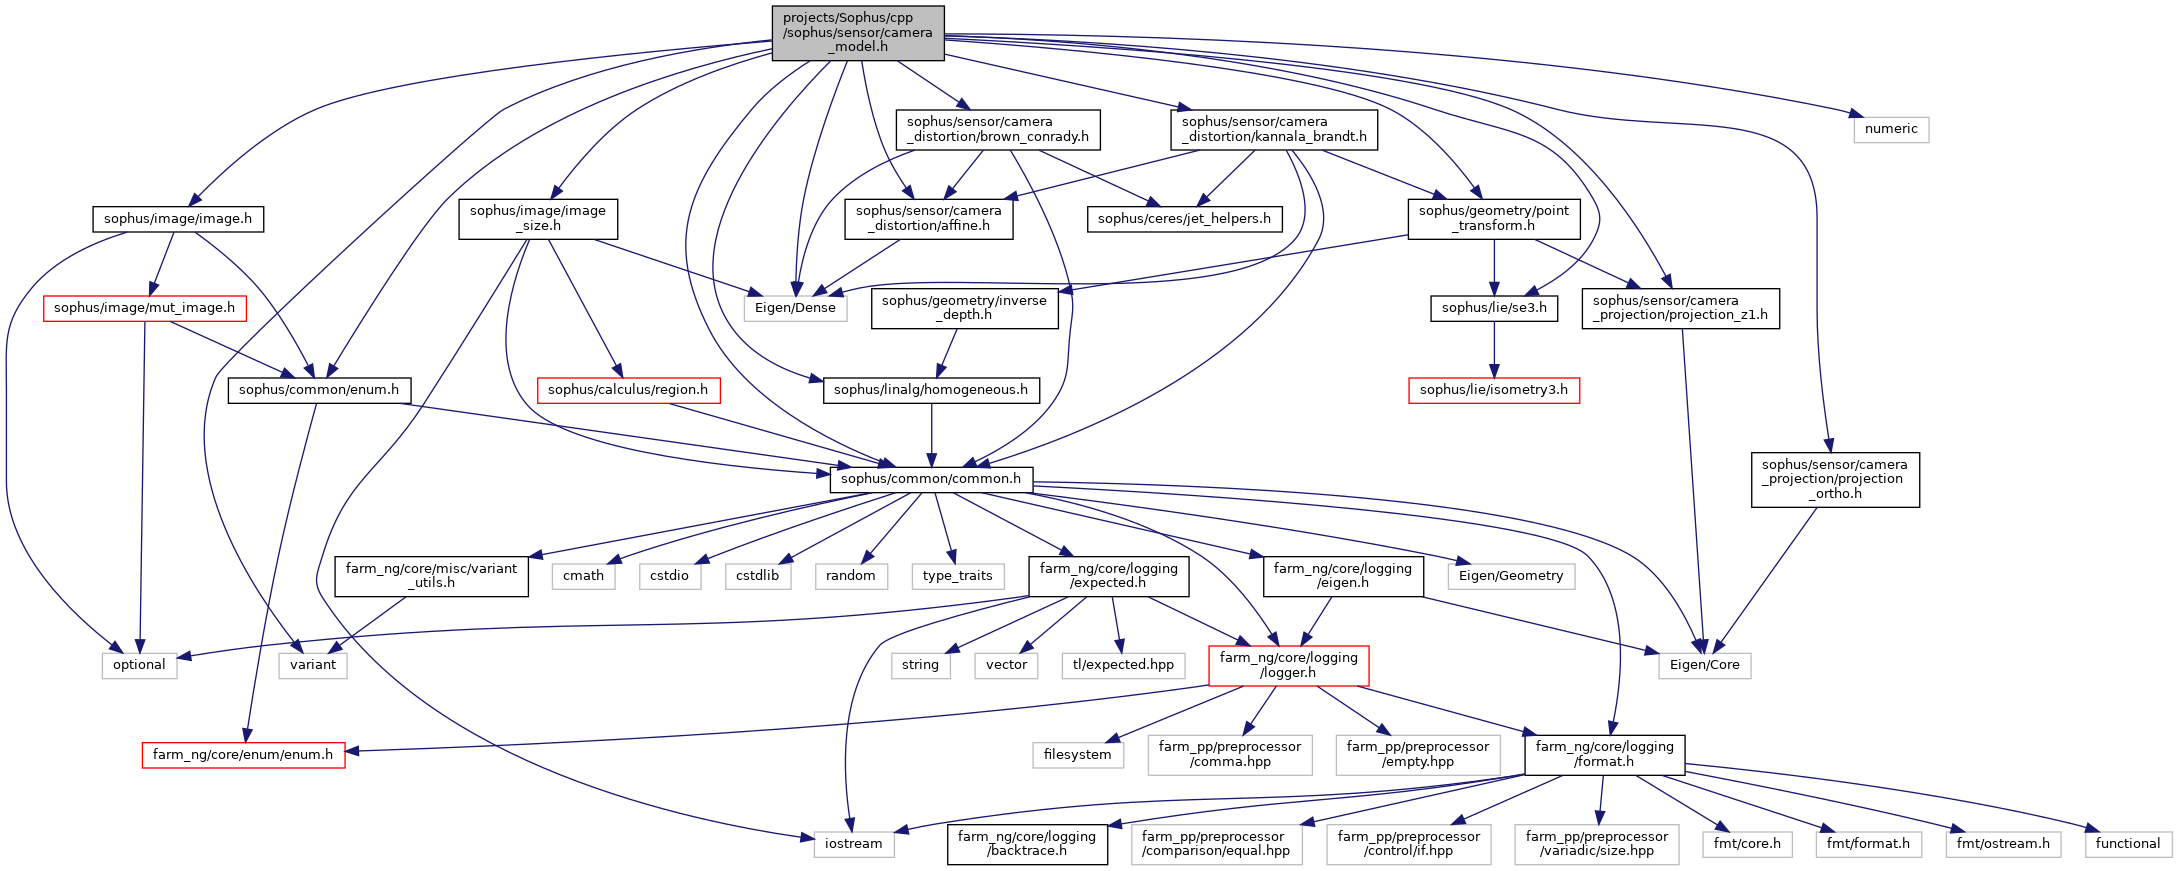 projects/Sophus/cpp
/sophus/sensor/camera
_model.h
sophus/sensor/camera
_distortion/brown_conrady.h
sophus/sensor/camera
_distortion/kannala_brandt.h
numeric
sophus/image/image.h
sophus/image/image
_size.h
sophus/sensor/camera
_distortion/affine.h
sophus/ceres/jet_helpers.h
sophus/geometry/point
_transform.h
sophus/image/mut_image.h
Eigen/Dense
sophus/geometry/inverse
_depth.h
sophus/lie/se3.h
sophus/sensor/camera
_projection/projection_z1.h
sophus/common/enum.h
sophus/calculus/region.h
sophus/linalg/homogeneous.h
sophus/lie/isometry3.h
sophus/common/common.h
sophus/sensor/camera
_projection/projection
_ortho.h
farm_ng/core/misc/variant
_utils.h
cmath
cstdio
cstdlib
random
type_traits
farm_ng/core/logging
/expected.h
farm_ng/core/logging
/eigen.h
Eigen/Geometry
optional
variant
string
vector
tl/expected.hpp
farm_ng/core/logging
/logger.h
Eigen/Core
farm_ng/core/enum/enum.h
filesystem
farm_pp/preprocessor
/comma.hpp
farm_pp/preprocessor
/empty.hpp
farm_ng/core/logging
/format.h
iostream
farm_ng/core/logging
/backtrace.h
farm_pp/preprocessor
/comparison/equal.hpp
farm_pp/preprocessor
/control/if.hpp
farm_pp/preprocessor
/variadic/size.hpp
fmt/core.h
fmt/format.h
fmt/ostream.h
functional